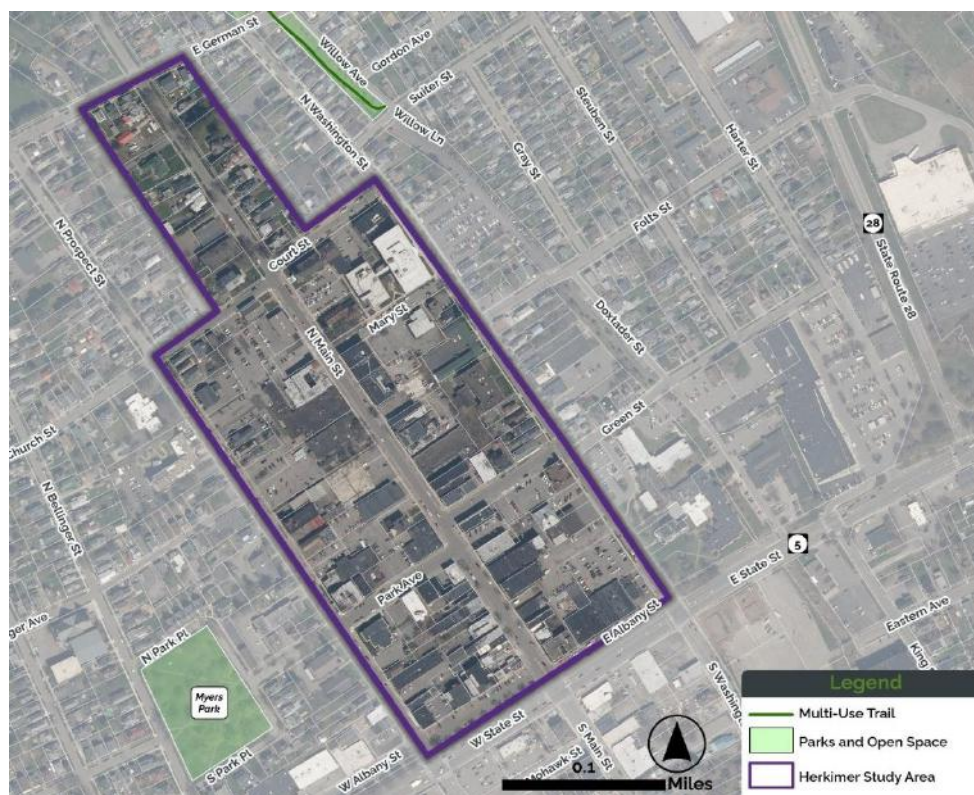 E German St
Willow Ave
Gordon Ave
Suiter St
Willow Ln
N Washington St
Steuben St
Gray St
Harter St
28
State Route 28
N Prospect St
Court St
Folts St
Mary St
N Main St
Doxtader St
Green St
Church St
N Bellinger St
5
E State St
Park Ave
E Albany St
Eastern Ave
N Park Pl
Myers
Park
S Park Pl
W State St
W Albany St
Mohawk St
S Main St
0.1
Miles
Legend
Multi-Use Trail
Parks and Open Space
Herkimer Study Area